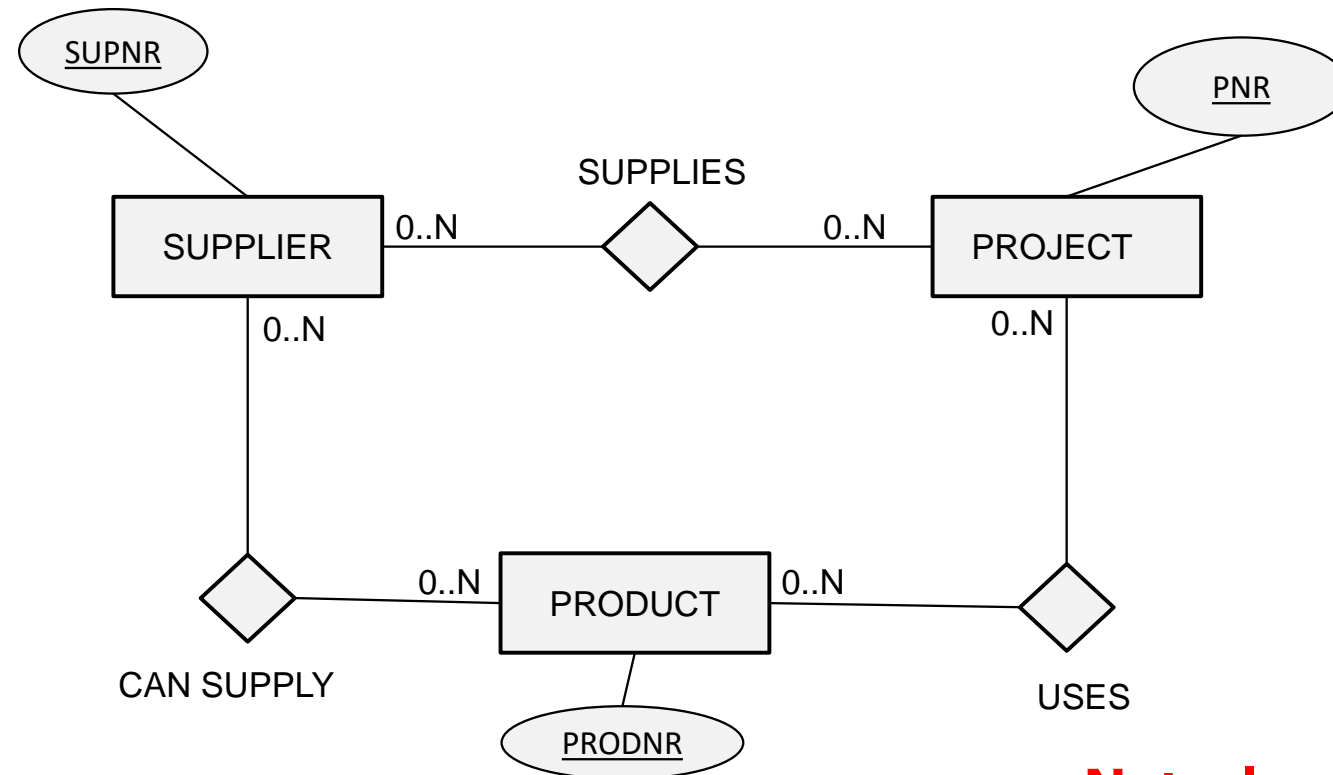 SUPNR
PNR
SUPPLIES
SUPPLIER
0..N
0..N
PROJECT
0..N
0..N
0..N
PRODUCT
0..N
CAN SUPPLY
USES
PRODNR